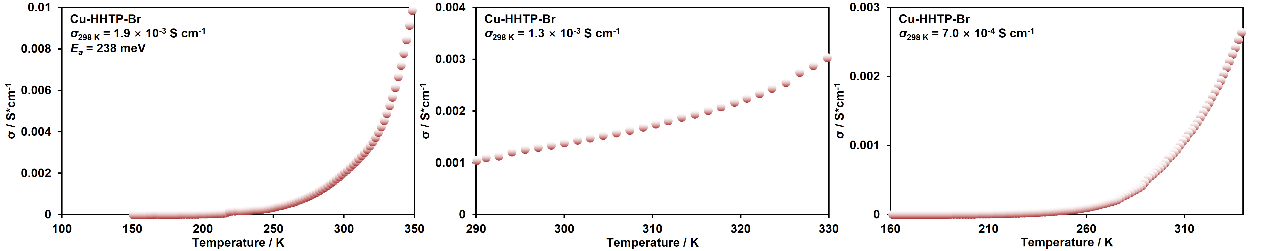 Cu-HHTP-Br
σ298 K = 1.9 × 10-3 S cm-1
Ea = 238 meV
0.01
0.008
0.006
0.004
0.002
0
σ / S*cm-1
100
150
200
250
300
350
Temperature / K
Cu-HHTP-Br
σ298 K = 1.3 × 10-3 S cm-1
0.004
0.003
0.002
0.001
0
σ / S*cm-1
290
300
310
320
330
Temperature / K
Cu-HHTP-Br
σ298 K = 7.0 × 10-4 S cm-1
0.003
0.002
0.001
0
σ / S*cm-1
160
210
260
310
Temperature / K